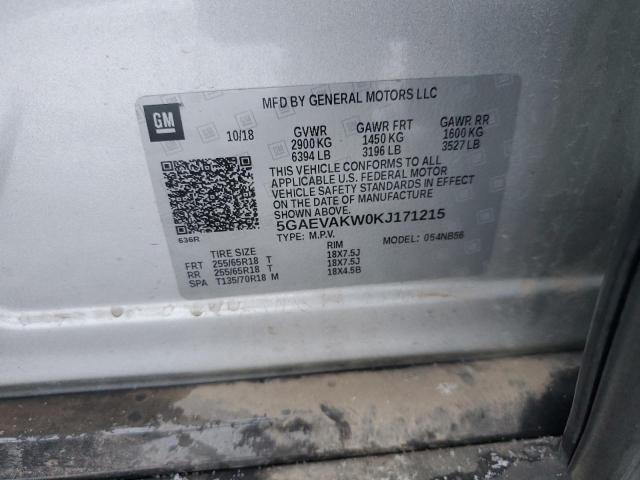 MFD BY GENERAL MOTORS LLC
GM
10/18 GVWR GAWR FRT GAWR RR
2900 KG 1450 KG 1600 KG
6394 LB 3196 LB 3527 LB
THIS VEHICLE CONFORMS TO ALL
APPLICABLE U.S. FEDERAL MOTOR
VEHICLE SAFETY STANDARDS IN EFFECT
ON THE DATE OF MANUFACTURE
SHOWN ABOVE.
5GAEVAKW0KJ171215
636R TYPE: M.P.V. MODEL: 054NB56
TIRE SIZE RIM
FRT 255/65R18 T 18X7.5J
RR 255/65R18 T 18X7.5J
SPA T135/70R18 M 18X4.5B